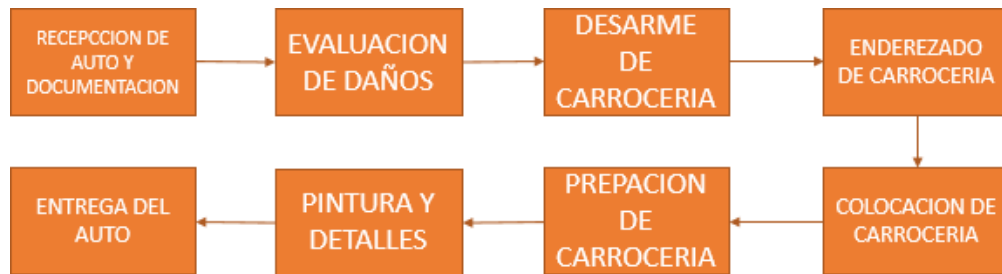 RECEPCCION DE
AUTO Y
DOCUMENTACION
EVALUACION
DE DAÑOS
DESARME
DE
CARROCERIA
ENDEREZADO
DE CARROCERIA
COLOCACION DE
CARROCERIA
PREPACION
DE
CARROCERIA
PINTURA Y
DETALLES
ENTREGA DEL
AUTO